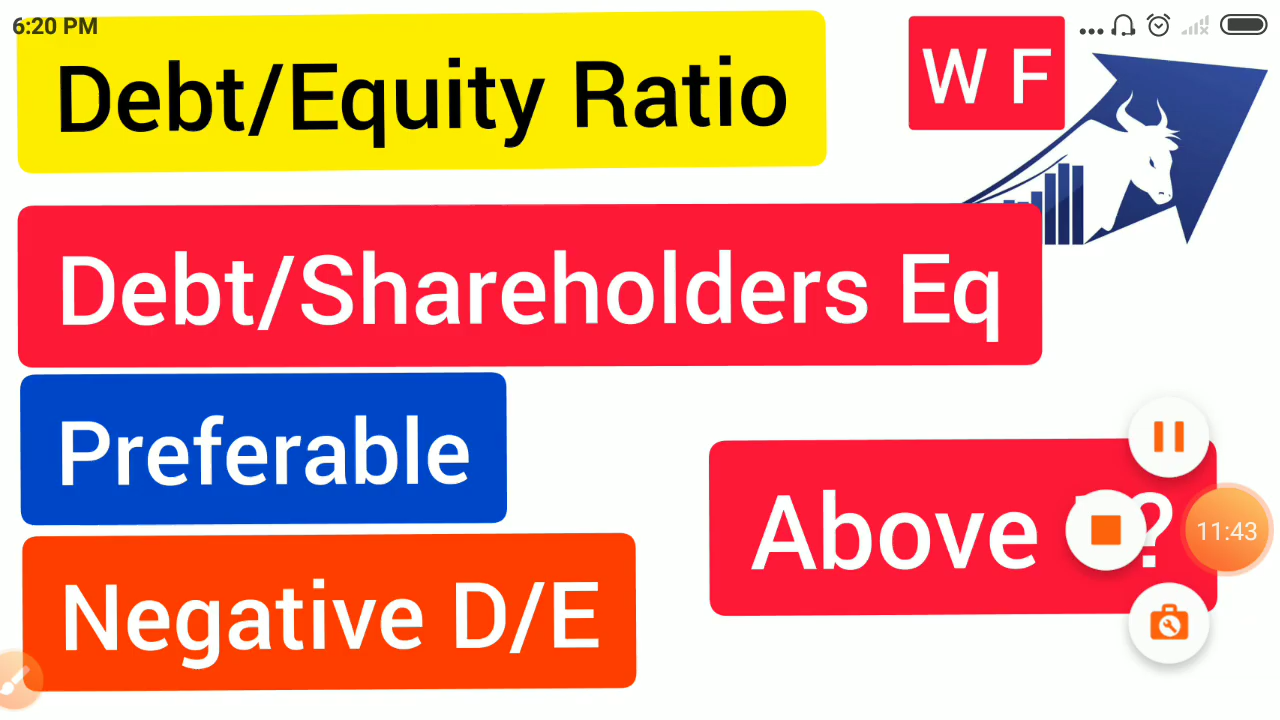 6:20 PM
Debt/Equity Ratio
W F
Debt/Shareholders Eq
Preferable
Above ?
11:43
Negative D/E